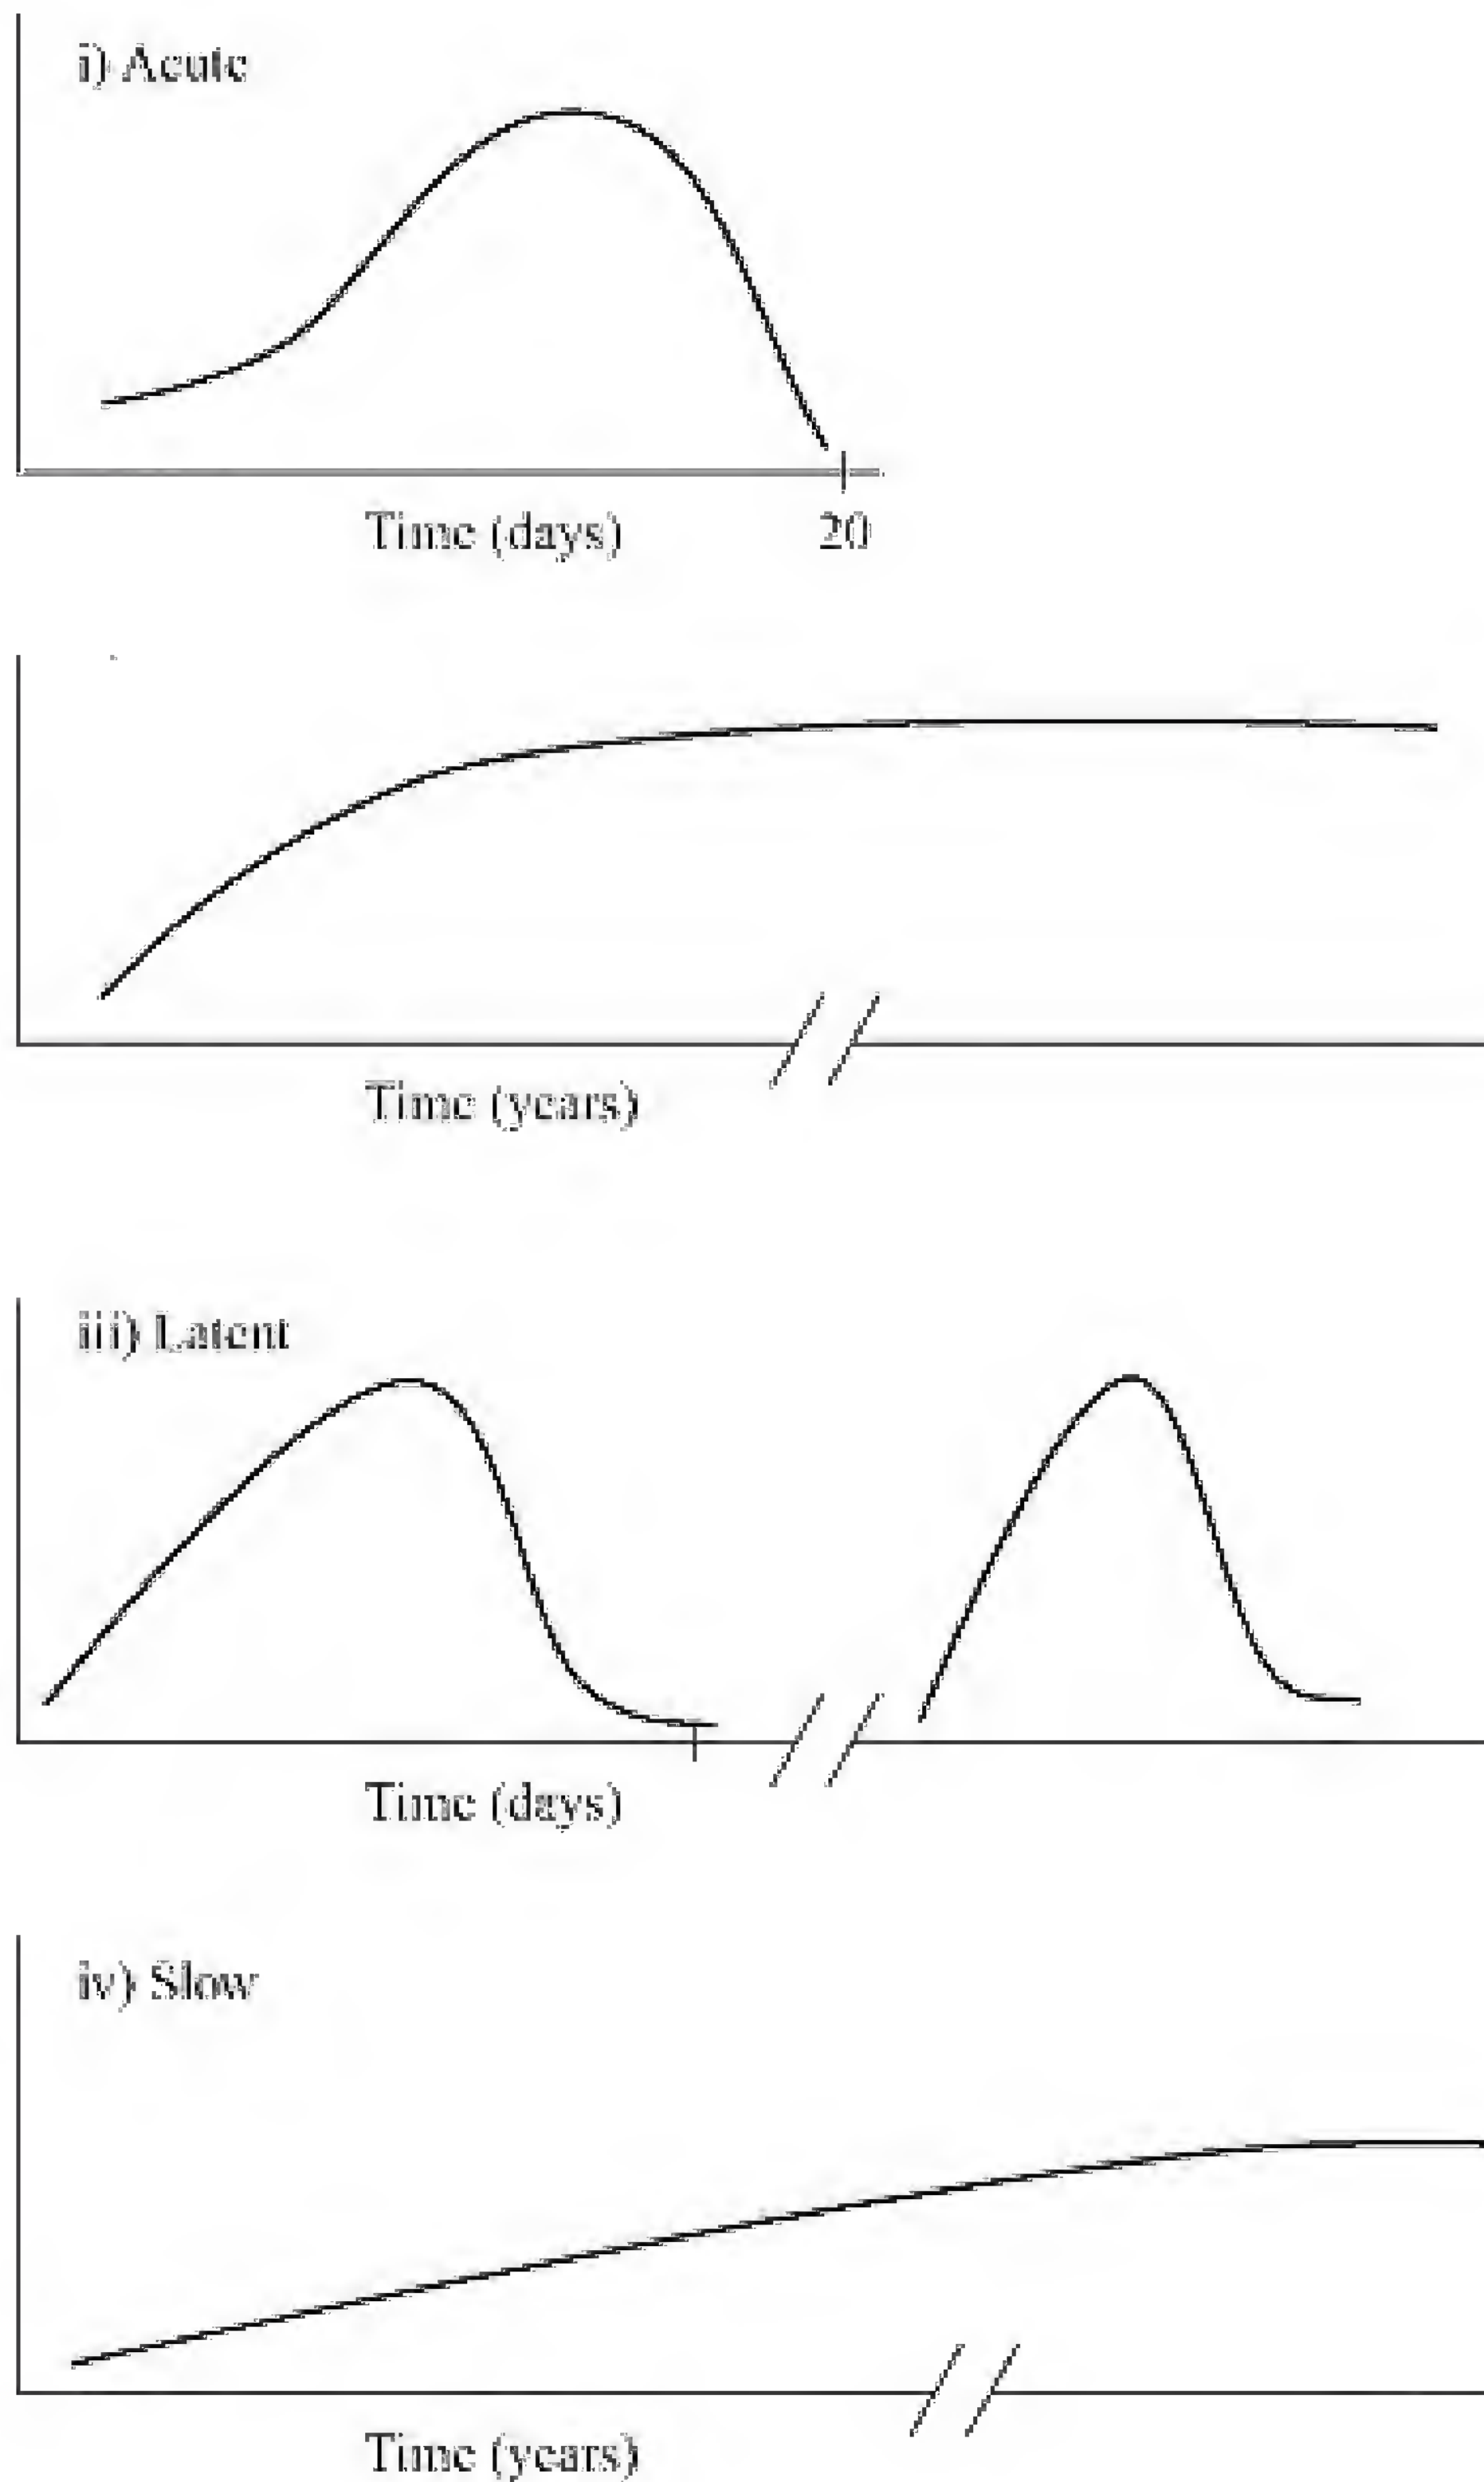 i) Acute
Time (days)
20
Time (years)
iii) Latent
Time (days)
iv) Slow
Time (years)